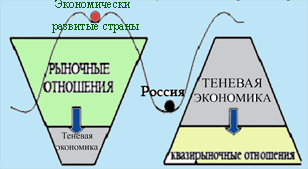 Экономически
развитые страны
РЫНОЧНЫЕ
ОТНОШЕНИЯ
Теневая
экономика
Россия
ТЕНЕВАЯ
ЭКОНОМИКА
квазирыночные отношения